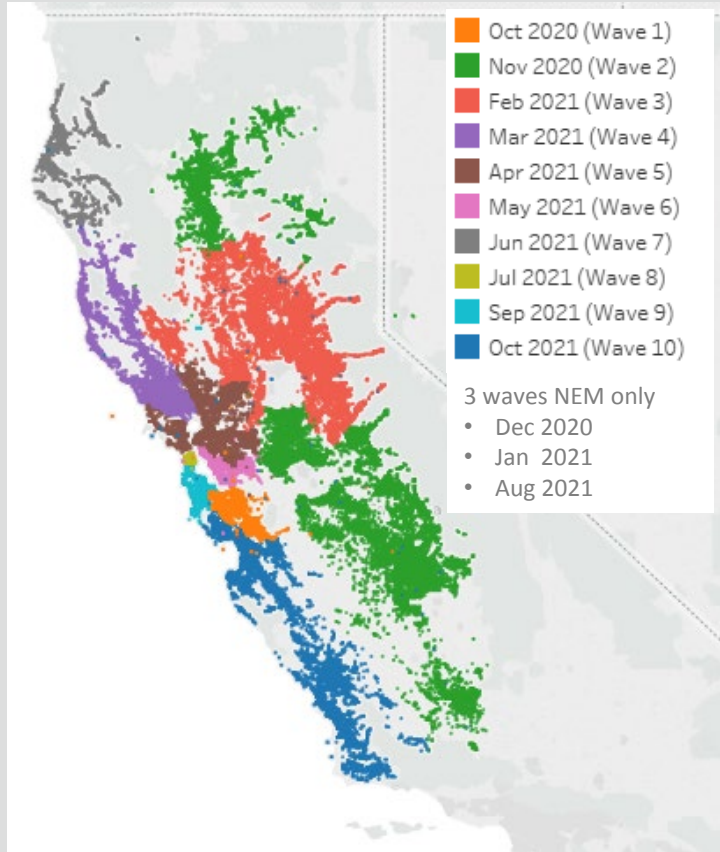 Oct 2020 (Wave 1)
Nov 2020 (Wave 2)
Feb 2021 (Wave 3)
Mar 2021 (Wave 4)
Apr 2021 (Wave 5)
May 2021 (Wave 6)
Jun 2021 (Wave 7)
Jul 2021 (Wave 8)
Sep 2021 (Wave 9)
Oct 2021 (Wave 10)
3 waves NEM only
• Dec 2020
• Jan 2021
• Aug 2021